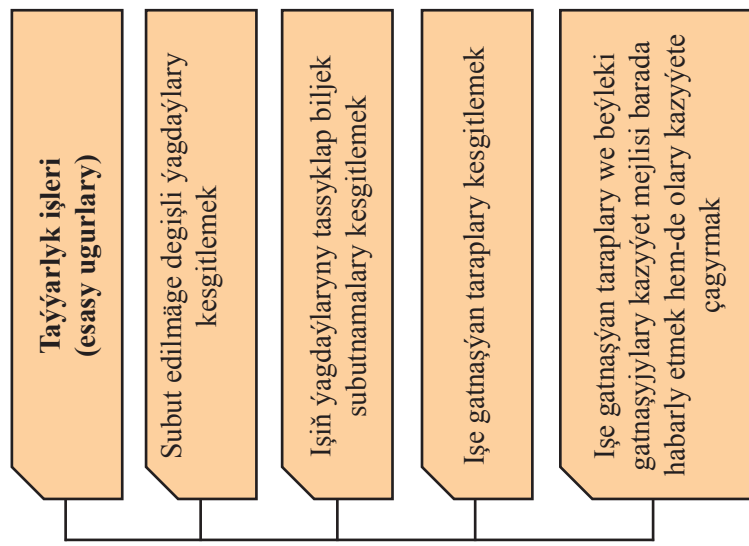 Taýýarlyk işleri
(esasy ugurlary)
Subut edilmäge degişli ýagdaýlary
kesgitlemek
Işiň ýagdaýlaryny tassyklap biljek
subutnamalary kesgitlemek
Işe gatnaşýan taraplary kesgitlemek
Işe gatnaşýan taraplary we beýleki
gatnaşyjylary kazyýet mejlisi barada
habarly etmek hem-de olary kazyýete
çagyrmak